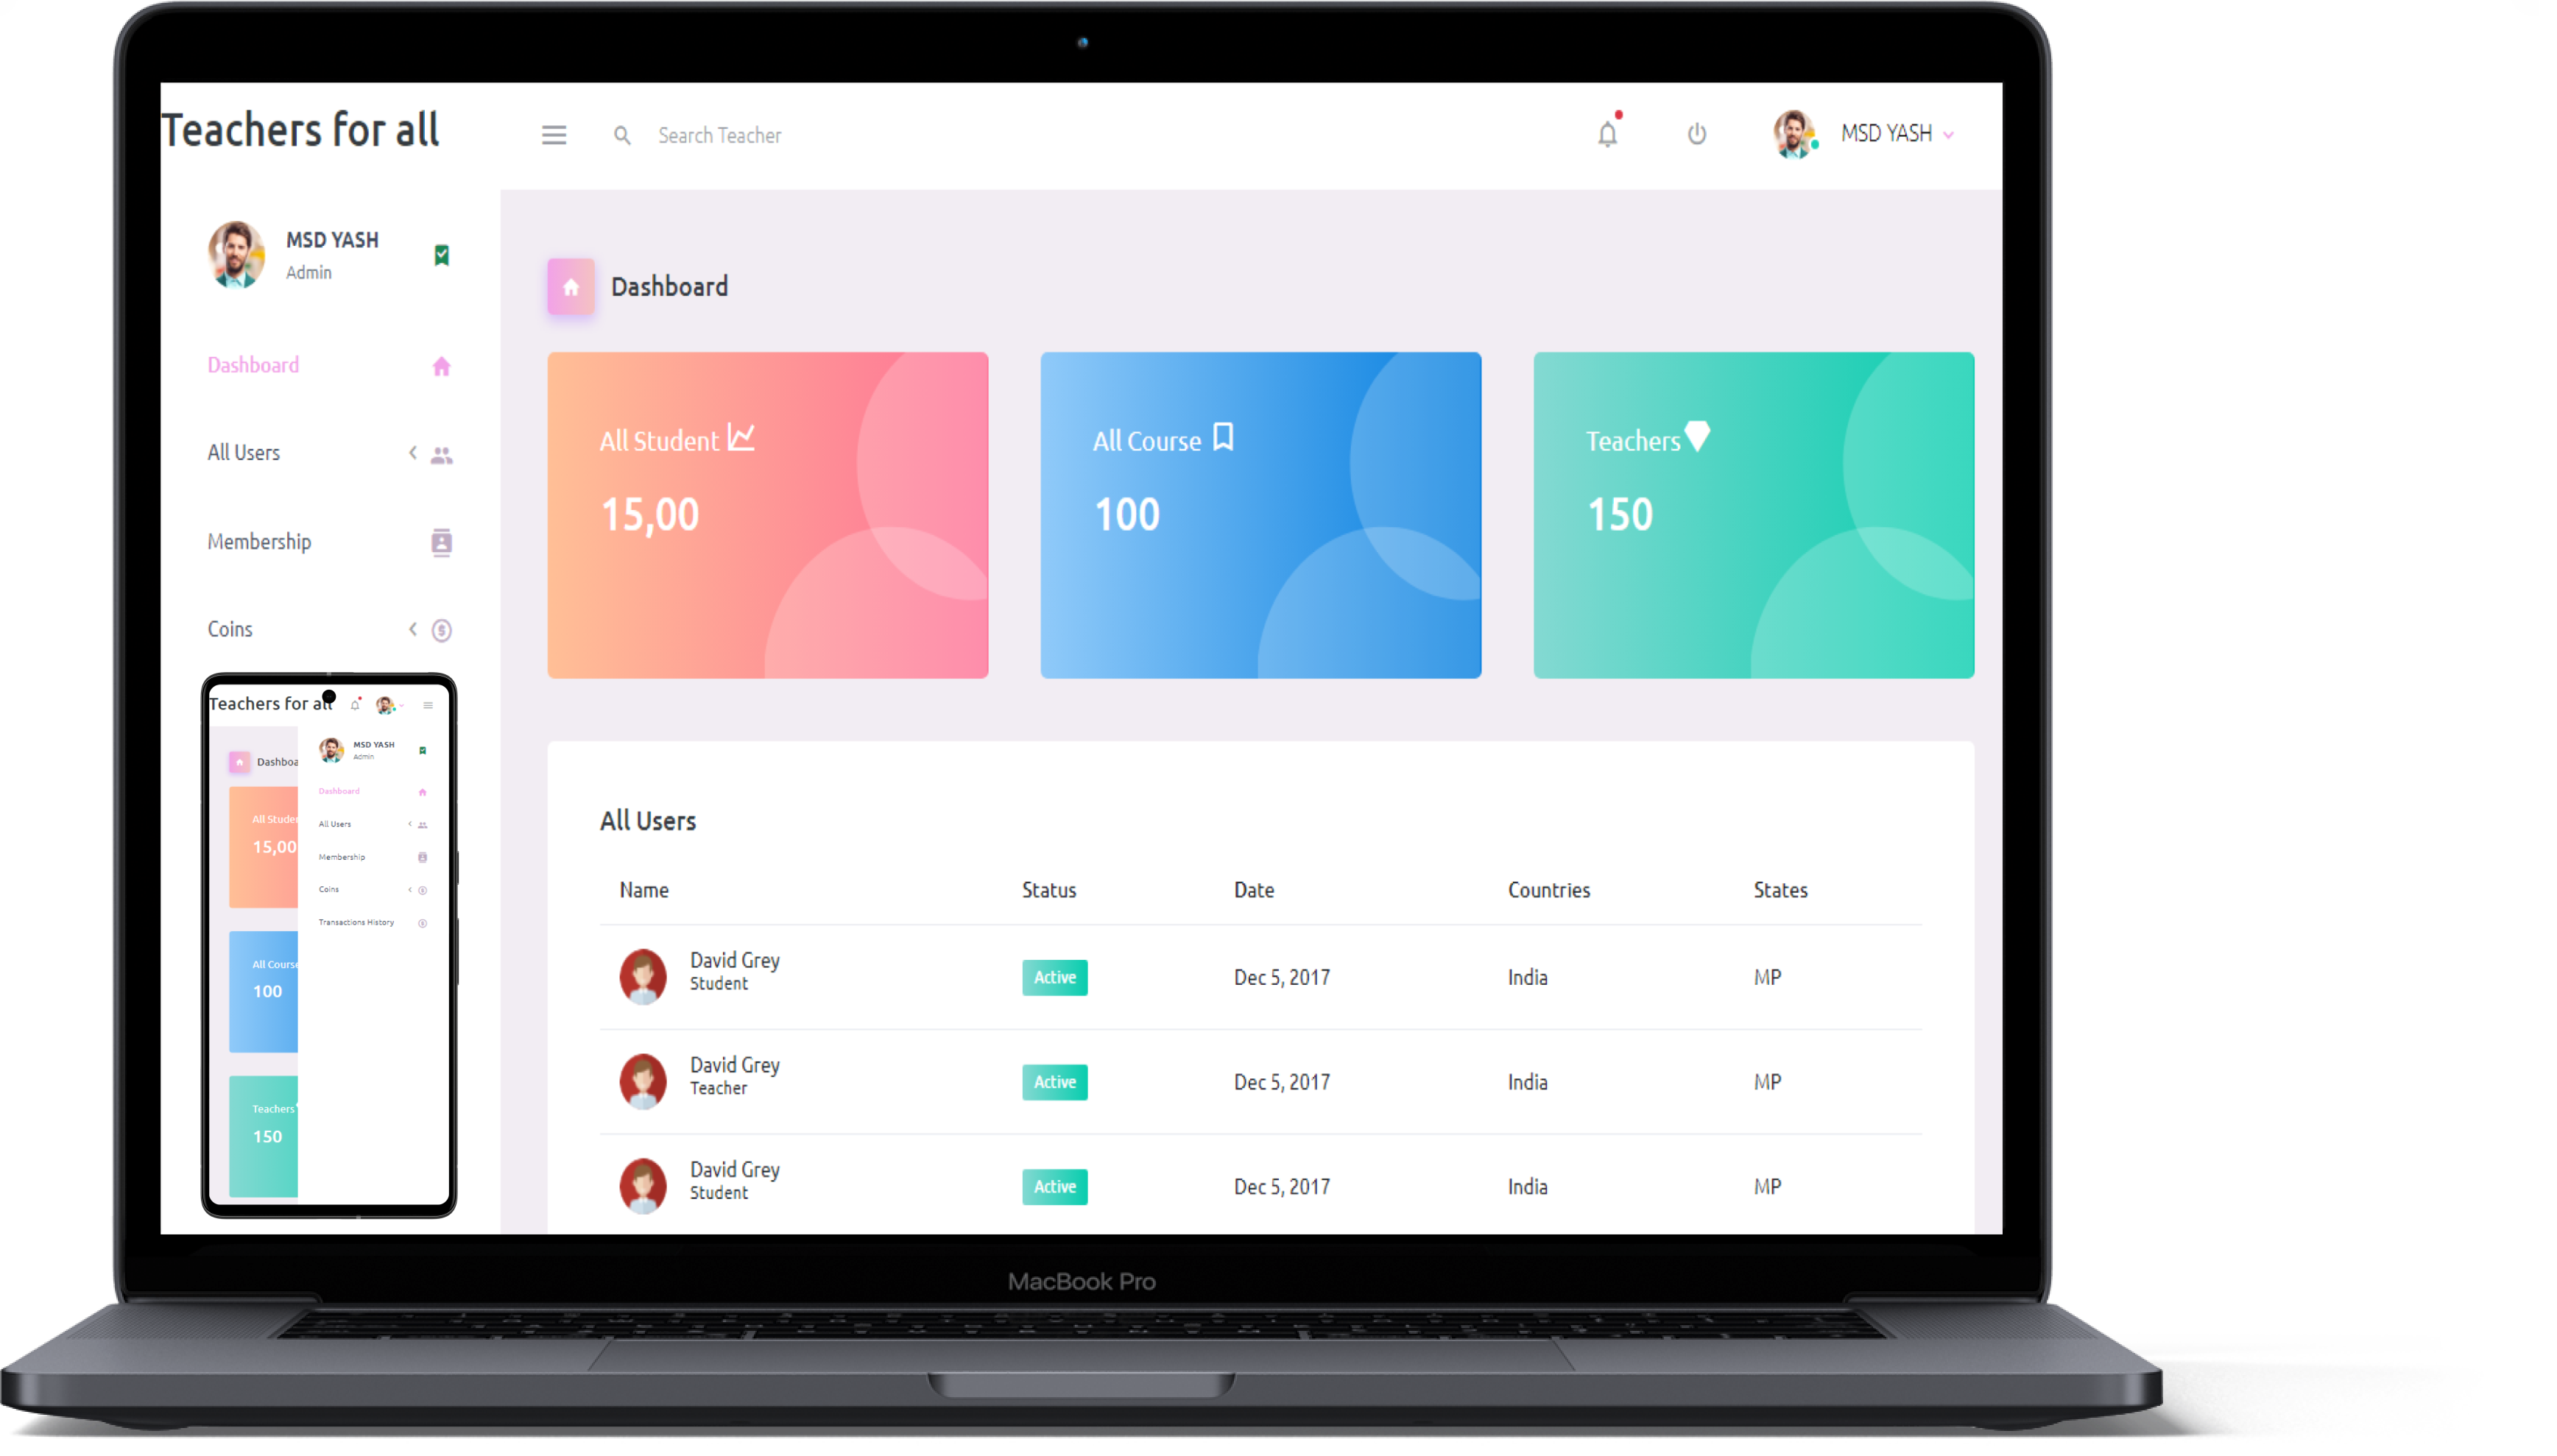 Teachers for all
Search Teacher
MSD YASH
MSD YASH
Admin
Dashboard
All Users
Membership
Coins
Dashboard
All Student
15,00
All Course
100
Teachers
150
All Users
Name Status Date Countries States
David Grey
Student
Active Dec 5, 2017 India MP
David Grey
Teacher
Active Dec 5, 2017 India MP
David Grey
Student
Active Dec 5, 2017 India MP
Teachers for all
MSD YASH
Admin
Dashboa
Dashboard
All Studen
15,00
All Users
Membership
Coins
Transactions History
All Course
100
Teachers
150
MacBook Pro